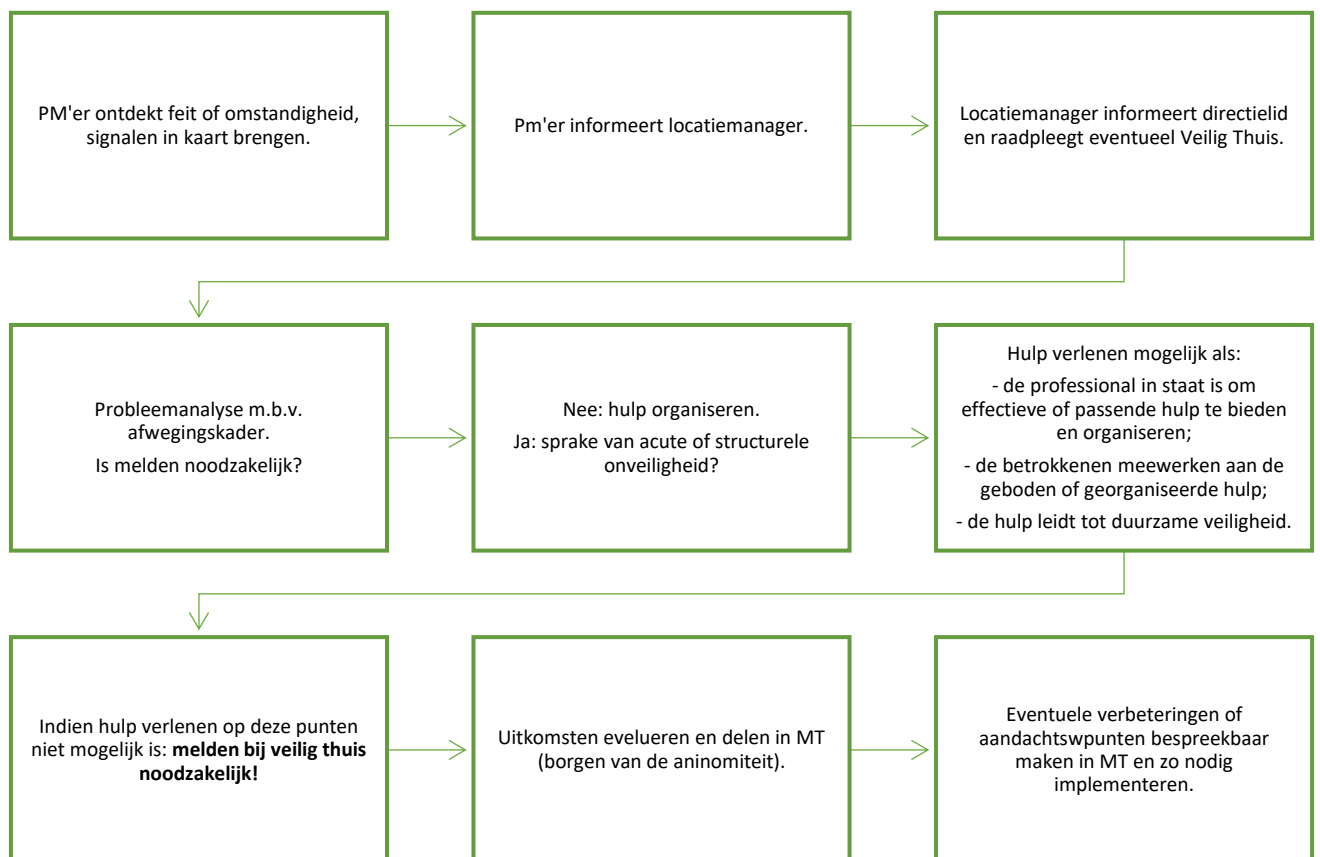 PM'er ontdekt feit of omstandigheid,
signalen in kaart brengen.
Pm'er informeert locatiemanager.
Locatiemanager informeert directielid
en raadpleegt eventueel Veilig Thuis.
Probleemanalyse m.b.v.
afwegingskader.
Is melden noodzakelijk?
Nee: hulp organiseren.
Ja: sprake van acute of structurele
onveiligheid?
Hulp verlenen mogelijk als:
- de professional in staat is om
effectieve of passende hulp te bieden
en organiseren;
- de betrokkenen meewerken aan de
geboden of georganiseerde hulp;
- de hulp leidt tot duurzame veiligheid.
Indien hulp verlenen op deze punten
niet mogelijk is: melden bij veilig thuis
noodzakelijk!
Uitkomsten evelueren en delen in MT
(borgen van de aninomiteit).
Eventuele verbeteringen of
aandachtswpunten bespreekbaar
maken in MT en zo nodig
implementeren.